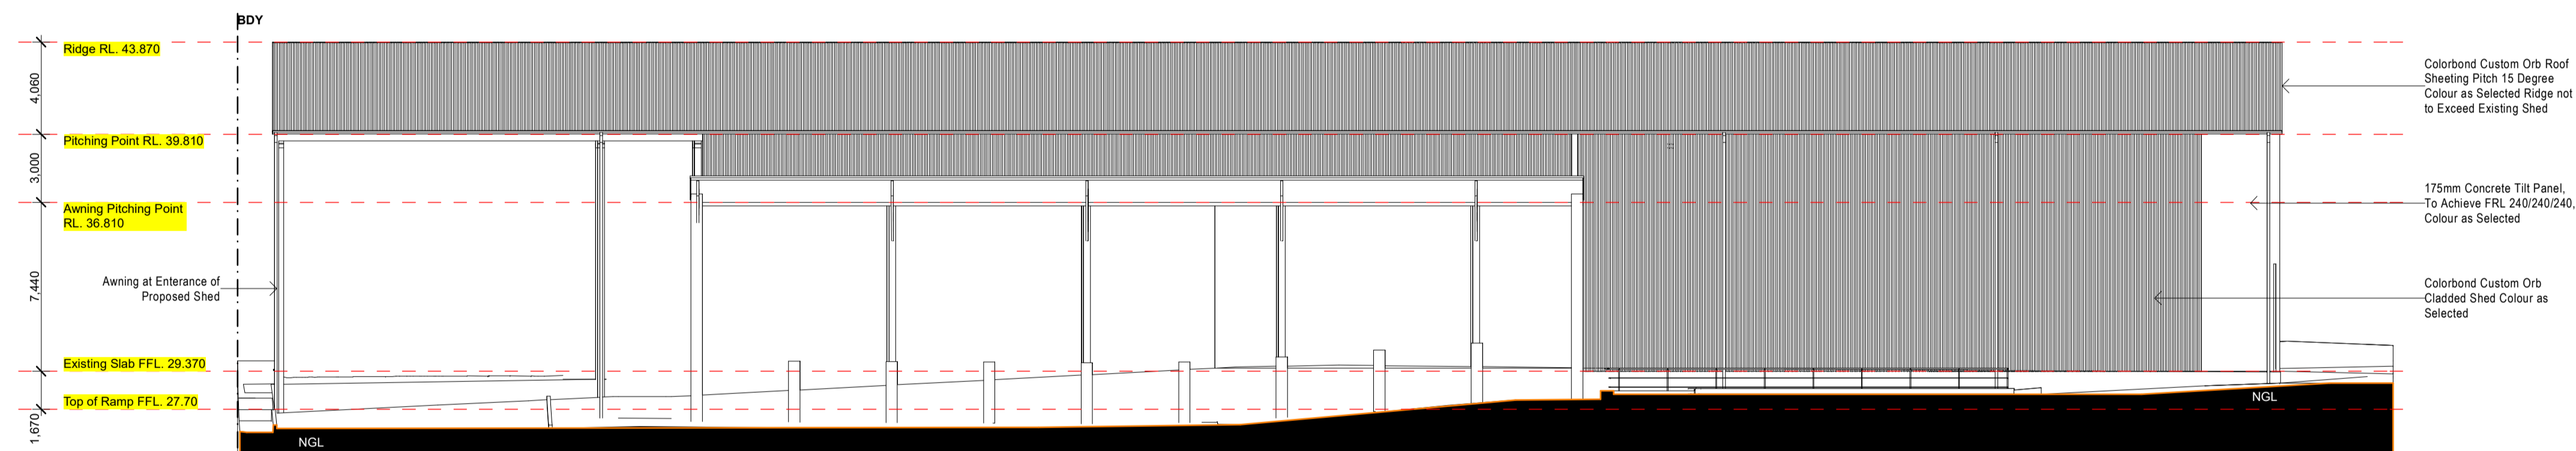 BDY
Ridge RL. 43.870
4,060
Pitching Point RL. 39.810
3,000
Awning Pitching Point
RL. 36.810
7,440
Awning at Enterance of
Proposed Shed
Existing Slab FFL. 29.370
Top of Ramp FFL. 27.70
1,670
NGL
Colorbond Custom Orb Roof
Sheeting Pitch 15 Degree
Colour as Selected Ridge not
to Exceed Existing Shed
175mm Concrete Tilt Panel,
To Achieve FRL 240/240/240,
Colour as Selected
Colorbond Custom Orb
Cladded Shed Colour as
Selected
NGL